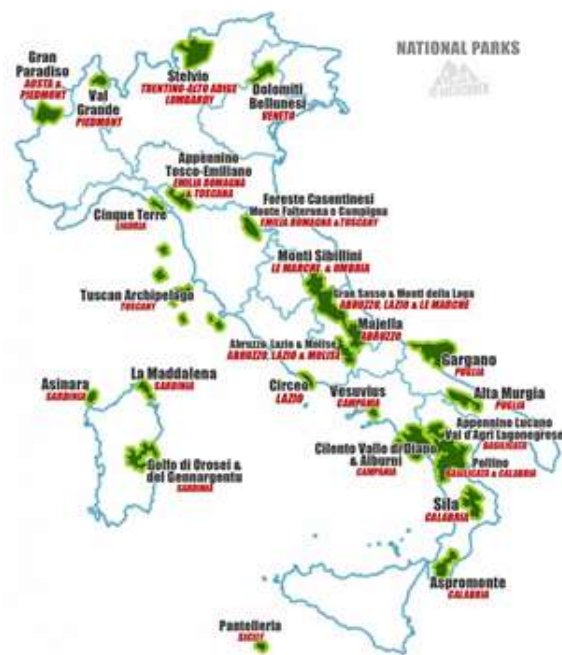 NATIONAL PARKS
Gran
Paradiso
AOSTA &
PIEDMONT
Val
Grande
PIEDMONT
Stelvio
TRENTINO-ALTO ADIGE
LOMBARDY
Dolomiti
Bellunesi
VENETO
Appennino
Tosco-Emiliano
EMILIA ROMAGNA
& TOSCANA
Cinque Terre
LIGURIA
Foreste Casentinesi
Monte Falterona e Campigna
EMILIA ROMAGNA & TUSCANY
Monti Sibillini
LE MARCHE & UMBRIA
Gran Sasso & Monti della Laga
ABRUZZO, LAZIO & LE MARCHE
Tuscan Archipelago
TUSCANY
Majella
ABRUZZO
Abruzzo, Lazio & Molise
ABRUZZO, LAZIO & MOLISE
Gargano
PUGLIA
Asinara
SARDINIA
La Maddalena
SARDINIA
Circeo
LAZIO
Vesuvius
CAMPANIA
Alta Murgia
PUGLIA
Appennino Lucano
Val d'Agri Lagonegrese
BASILICATA
Cilento Vallo di Diano
& Alburni
CAMPANIA
Pollino
BASILICATA & CALABRIA
Golfo di Orosei &
del Gennargentu
SARDINIA
Sila
CALABRIA
Aspromonte
CALABRIA
Pantelleria
SICILY